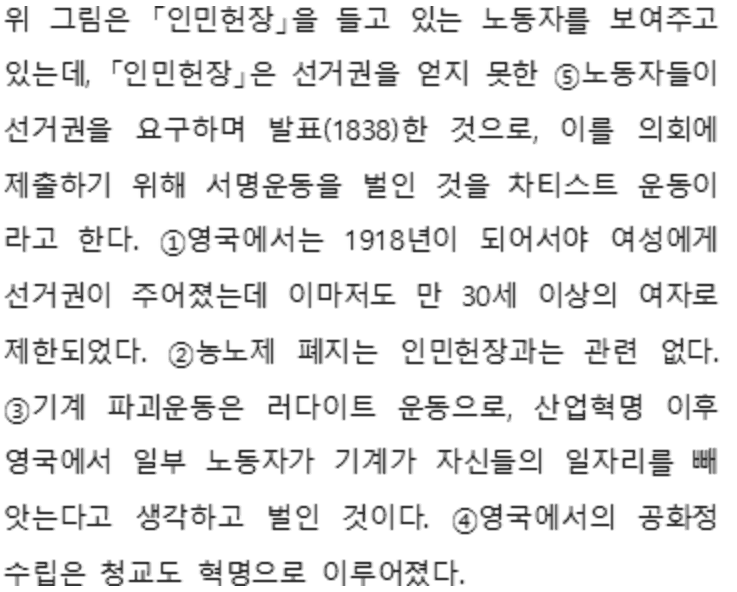 위 그림은 「인민헌장」을 들고 있는 노동자를 보여주고
있는데, 「인민헌장」은 선거권을 얻지 못한 ⑤노동자들이
선거권을 요구하며 발표(1838)한 것으로, 이를 의회에
제출하기 위해 서명운동을 벌인 것을 차티스트 운동이
라고 한다. ①영국에서는 1918년이 되어서야 여성에게
선거권이 주어졌는데 이마저도 만 30세 이상의 여자로
제한되었다. ②농노제 폐지는 인민헌장과는 관련 없다.
③기계 파괴운동은 러다이트 운동으로, 산업혁명 이후
영국에서 일부 노동자가 기계가 자신들의 일자리를 빼
앗는다고 생각하고 벌인 것이다. ④영국에서의 공화정
수립은 청교도 혁명으로 이루어졌다.